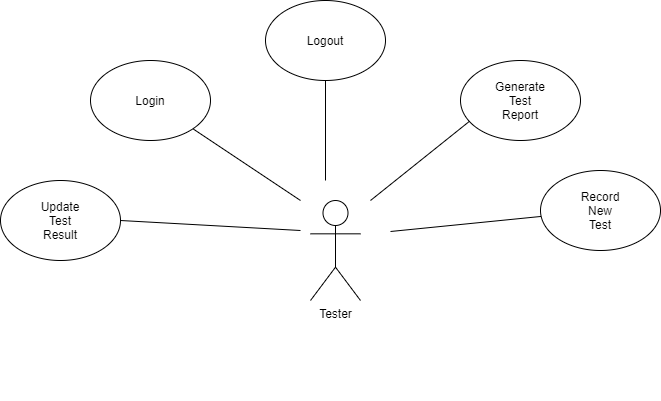 Logout
Login
Generate
Test
Report
Update
Test
Result
Record
New
Test
Tester